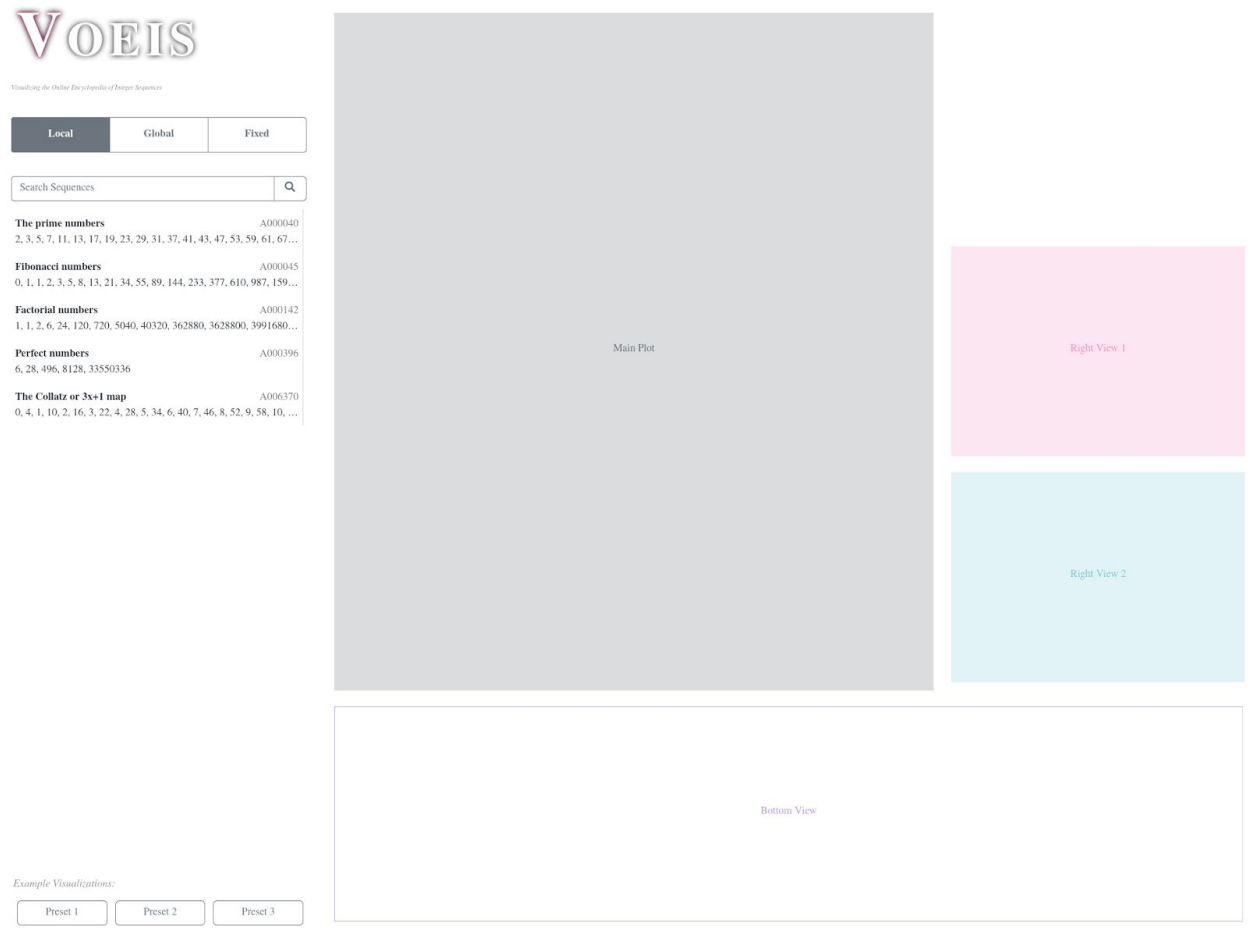 VOEIS
Visualizing the Online Encyclopedia of Integer Sequences
Local Global Fixed
Search Sequences
The prime numbers A000040
2, 3, 5, 7, 11, 13, 17, 19, 23, 29, 31, 37, 41, 43, 47, 53, 59, 61, 67...
Fibonacci numbers A000045
0, 1, 1, 2, 3, 5, 8, 13, 21, 34, 55, 89, 144, 233, 377, 610, 987, 159...
Factorial numbers A000142
1, 1, 2, 6, 24, 120, 720, 5040, 40320, 362880, 3628800, 3991680...
Perfect numbers A000396
6, 28, 496, 8128, 33550336
The Collatz or 3x+1 map A006370
0, 4, 1, 10, 2, 16, 3, 22, 4, 28, 5, 34, 6, 40, 7, 46, 8, 52, 9, 58, 10, ...
Example Visualizations:
Preset 1 Preset 2 Preset 3
Main Plot
Right View 1
Right View 2
Bottom View